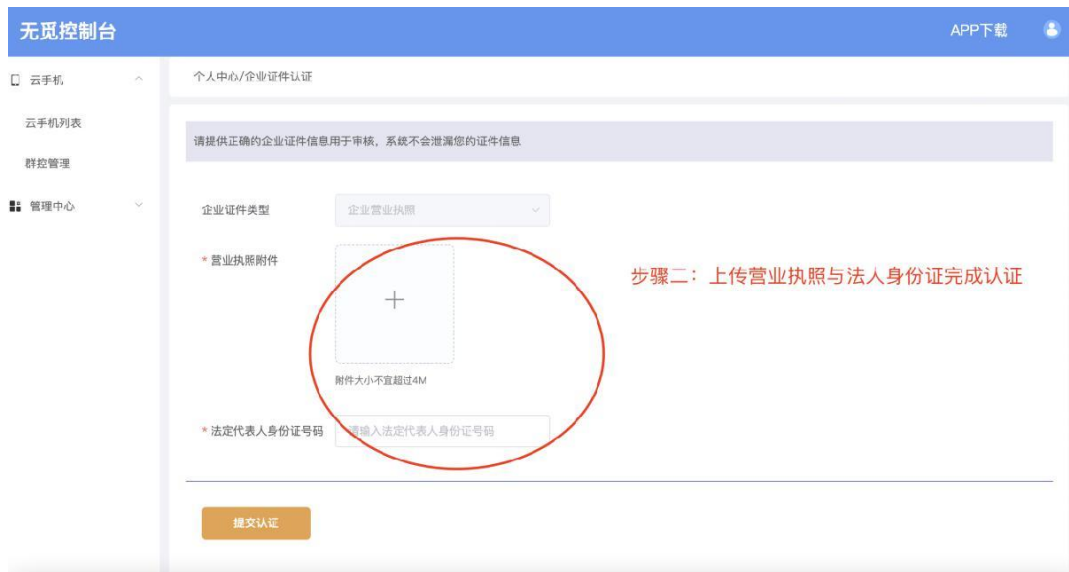 无觅控制台
APP下载
云手机
个人中心/企业证件认证
云手机列表
请提供正确的企业证件信息用于审核，系统不会泄漏您的证件信息
群控管理
管理中心
企业证件类型
企业营业执照
* 营业执照附件
步骤二：上传营业执照与法人身份证完成认证
附件大小不宜超过4M
* 法定代表人身份证号码
请输入法定代表人身份证号码
提交认证